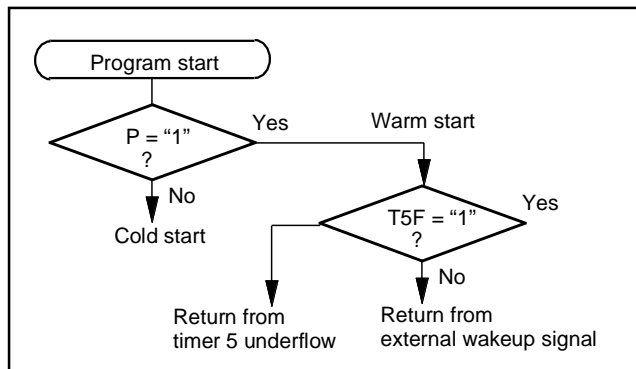 Program start
P = “1”
?
Yes
Warm start
No
Cold start
T5F = “1”
?
Yes
No
Return from
timer 5 underflow
Return from
external wakeup signal